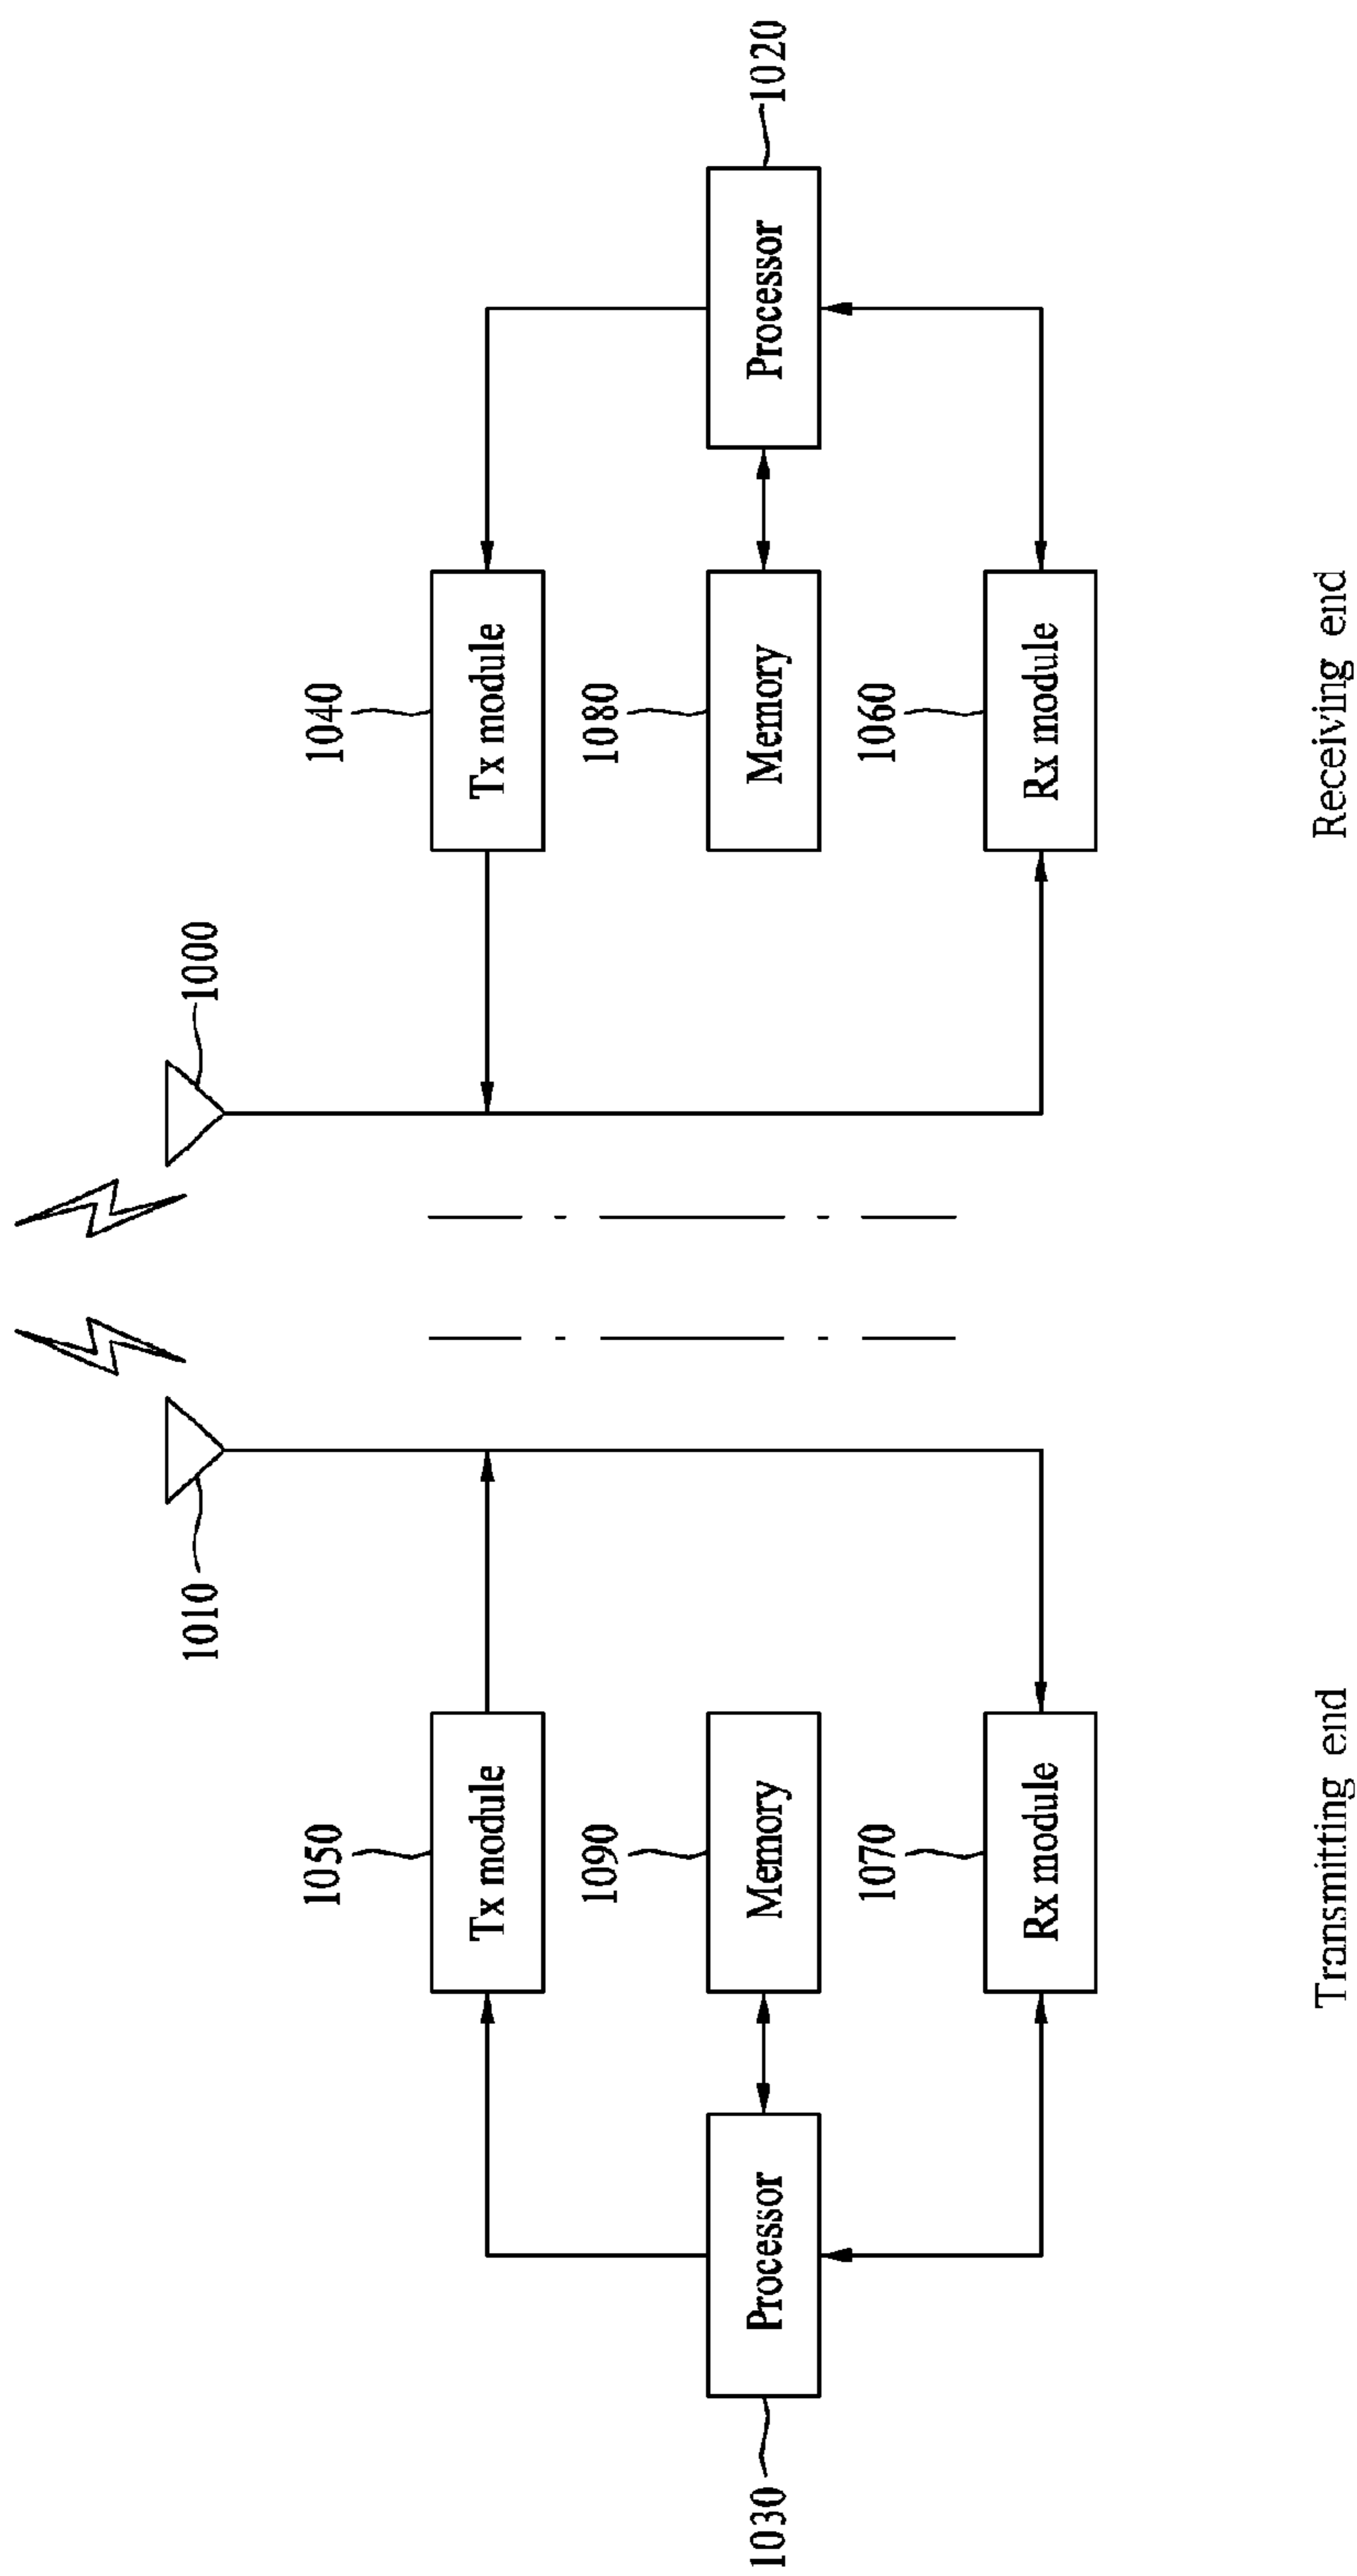 1010
1000
1050
Tx module
1040
Tx module
1030
Processor
1090
Memory
1080
Memory
Processor
1020
1070
Rx module
1060
Rx module
Transmitting end
Receiving end